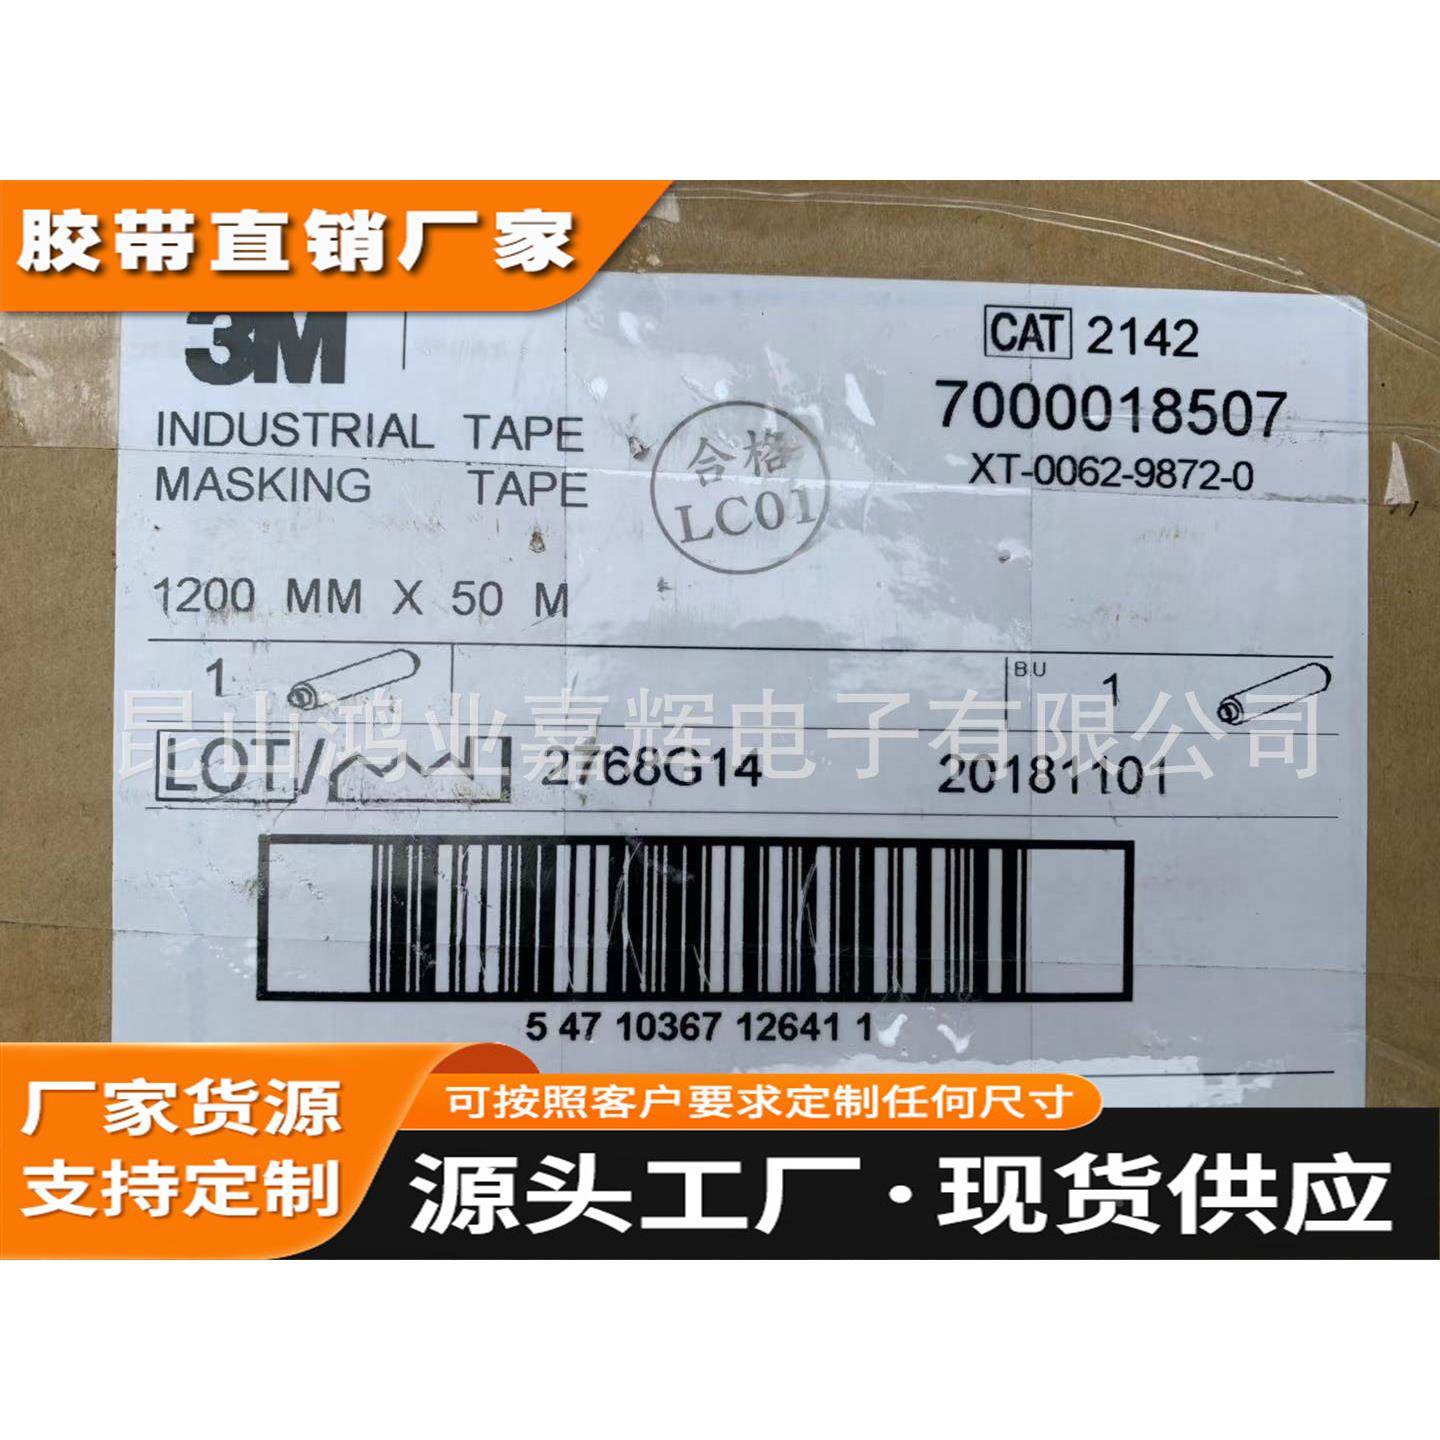 胶带直销厂家
3M
CAT 2142
7000018507
XT-0062-9872-0
INDUSTRIAL TAPE
MASKING TAPE
合格
LC01
1200 MM X 50 M
1
BU 1
昆山鸿业嘉辉电子有限公司
LOT/ 2768G14 20181101
5 47 10367 12641 1
厂家货源
支持定制
可按照客户要求定制任何尺寸
源头工厂·现货供应